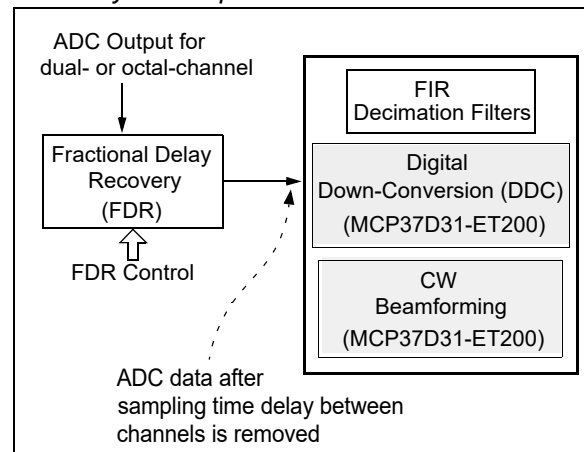 ADC Output for
dual- or octal-channel
Fractional Delay
Recovery
(FDR)
FDR Control
FIR
Decimation Filters
Digital
Down-Conversion (DDC)
(MCP37D31-ET200)
CW
Beamforming
(MCP37D31-ET200)
ADC data after
sampling time delay between
channels is removed